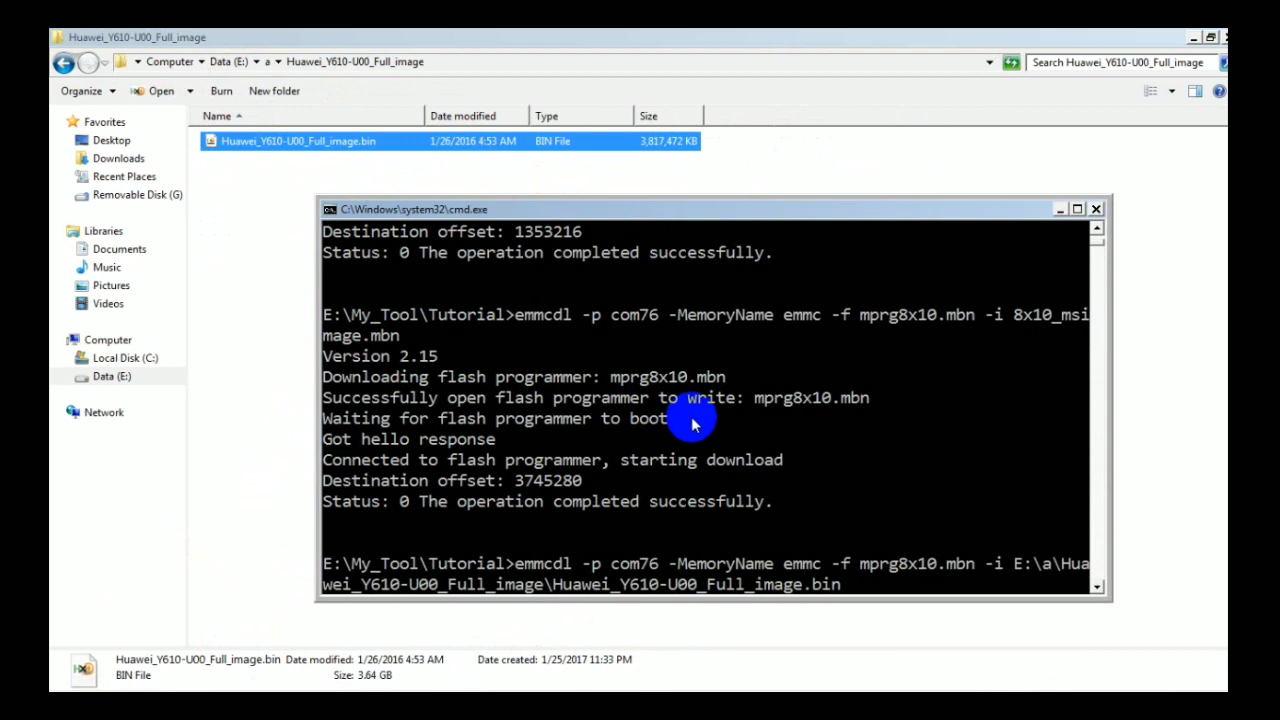 Huawei_Y610-U00_Full_image
Computer Data (E:) a Huawei_Y610-U00_Full_image
Search Huawei_Y610-U00_Full_image
Organize Open Burn New folder
Favorites
Desktop
Downloads
Recent Places
Removable Disk (G)
Libraries
Documents
Music
Pictures
Videos
Computer
Local Disk (C:)
Data (E:)
Network
Name Date modified Type Size
Huawei_Y610-U00_Full_image.bin 1/26/2016 4:53 AM BIN File 3,817,472 KB
C:\Windows\system32\cmd.exe
Destination offset: 1353216
Status: 0 The operation completed successfully.
E:\My_Tool\Tutorial>emmcdl -p com76 -MemoryName emmc -f mprg8x10.mbn -i 8x10_msi
mage.mbn
Version 2.15
Downloading flash programmer: mprg8x10.mbn
Successfully open flash programmer to write: mprg8x10.mbn
Waiting for flash programmer to boot
Got hello response
Connected to flash programmer, starting download
Destination offset: 3745280
Status: 0 The operation completed successfully.
E:\My_Tool\Tutorial>emmcdl -p com76 -MemoryName emmc -f mprg8x10.mbn -i E:\a\Hua
wei_Y610-U00_Full_image\Huawei_Y610-U00_Full_image.bin
Huawei_Y610-U00_Full_image.bin Date modified: 1/26/2016 4:53 AM Date created: 1/25/2017 11:33 PM
BIN File Size: 3.64 GB